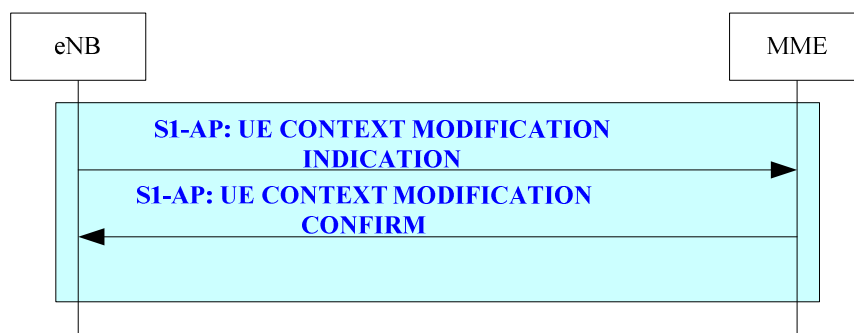 eNB
MME
S1-AP: UE CONTEXT MODIFICATION
INDICATION
S1-AP: UE CONTEXT MODIFICATION
CONFIRM